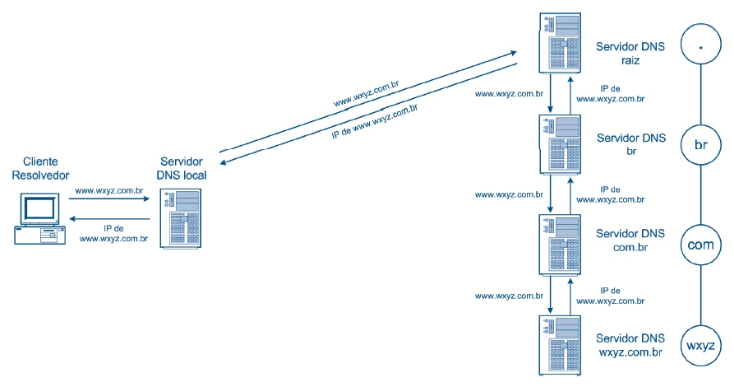 Servidor DNS
raiz
.
www.wxyz.com.br
IP de www.wxyz.com.br
www.wxyz.com.br
IP de
www.wxyz.com.br
Servidor DNS
br
br
Cliente
Resolvedor
Servidor
DNS local
www.wxyz.com.br
IP de
www.wxyz.com.br
www.wxyz.com.br
IP de
www.wxyz.com.br
Servidor DNS
com.br
com
www.wxyz.com.br
IP de
www.wxyz.com.br
Servidor DNS
wxyz.com.br
wxyz